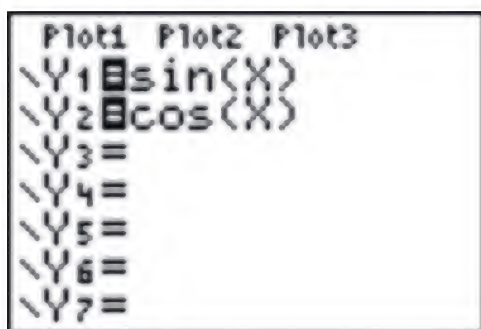 Plot1 Plot2 Plot3
\Y1=sin(X)
\Y2=cos(X)
\Y3=
\Y4=
\Y5=
\Y6=
\Y7=